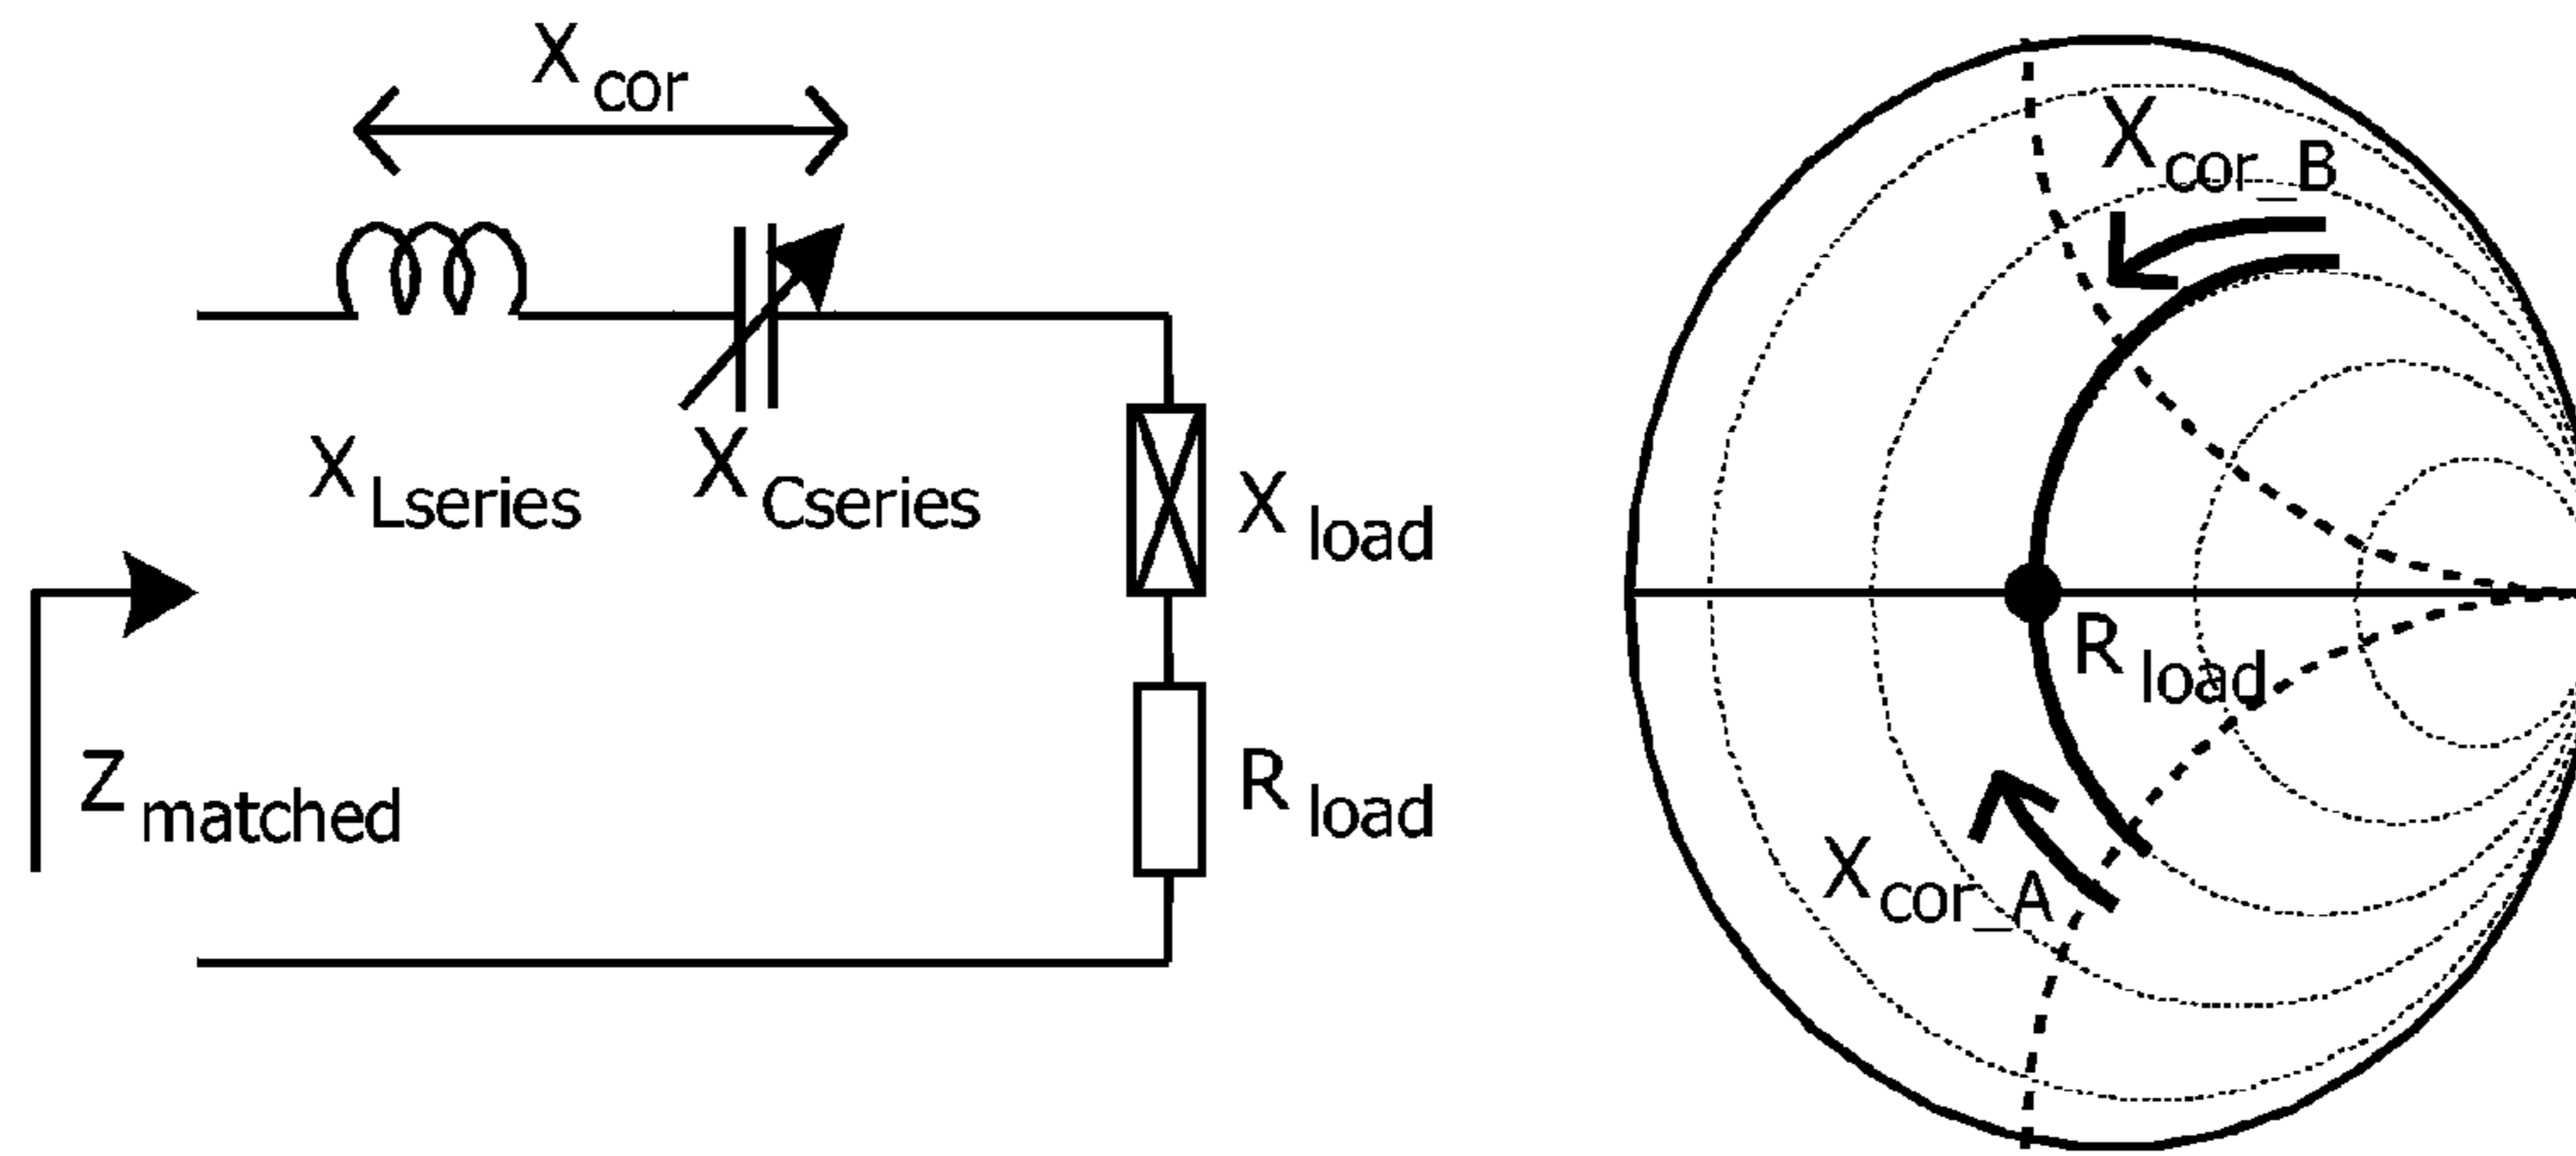 X cor
X Lseries
X Cseries
X load
R load
Z matched
X cor_B
R load
X cor_A